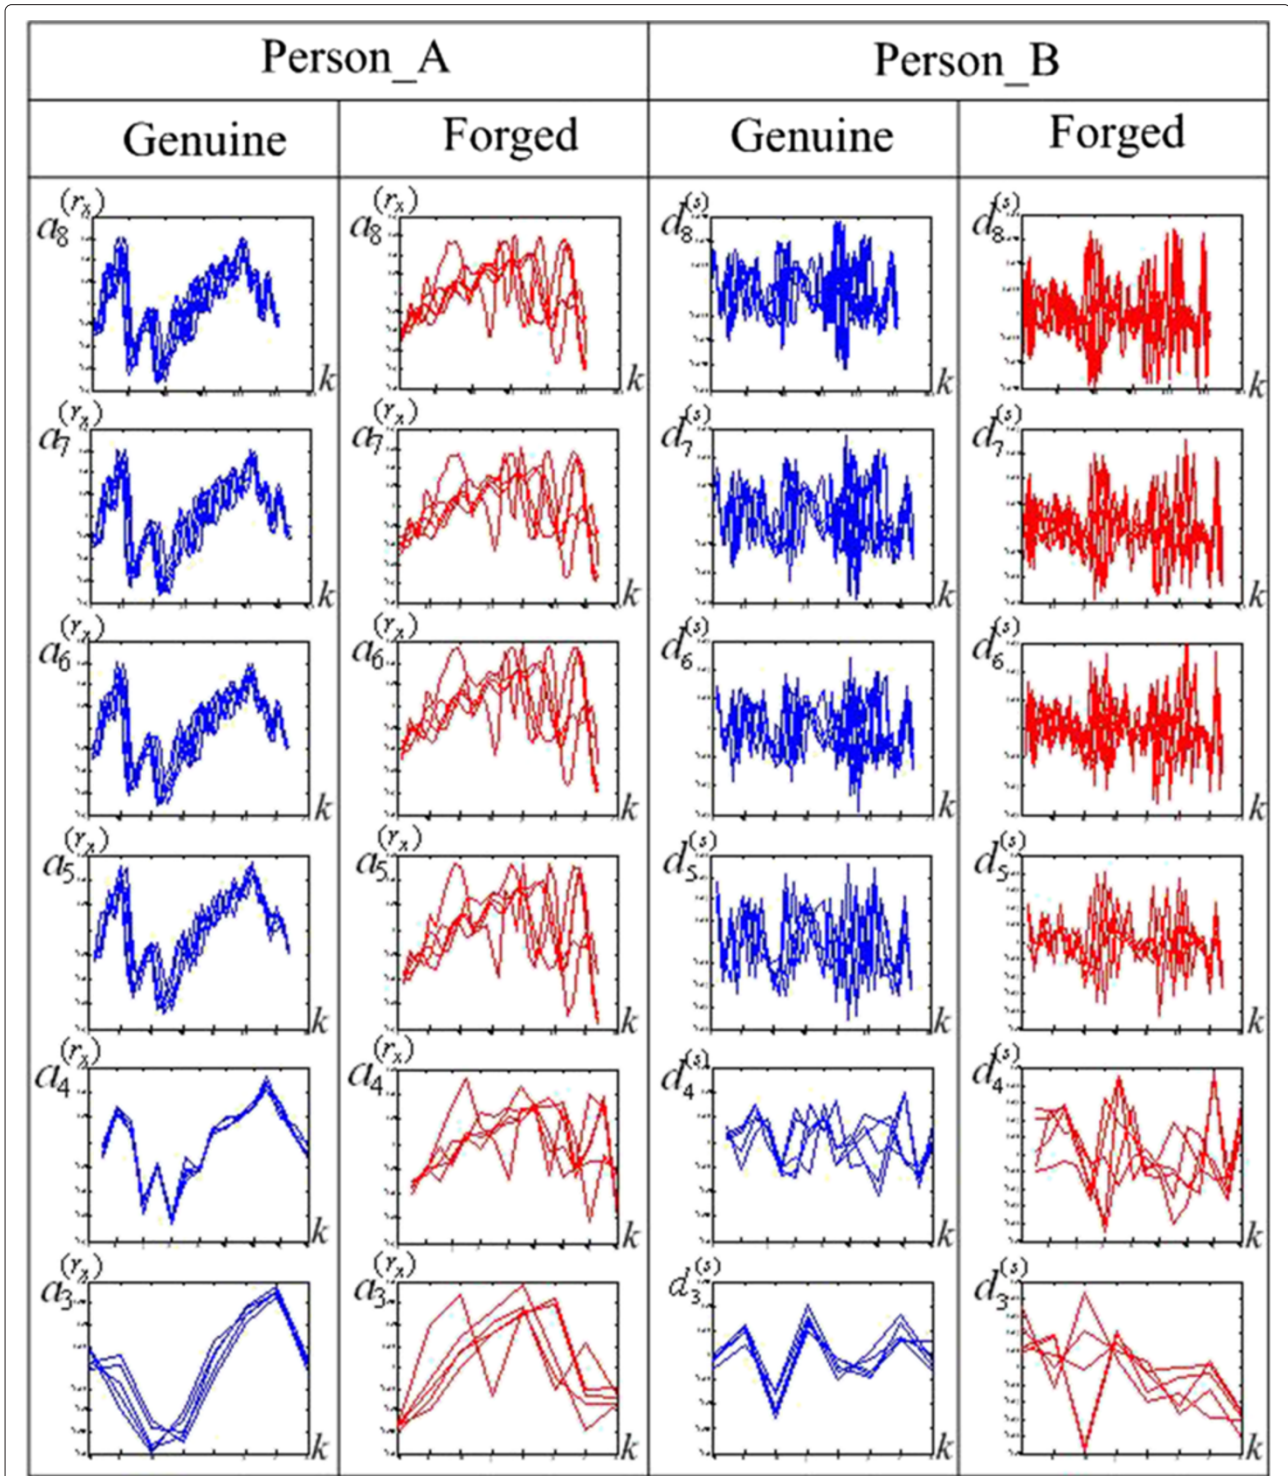 Person_A Person_B
Genuine Forged Genuine Forged
a8(rx) a8(rx) d8(s) d8(s)
k k k k
a7(rx) a7(rx) d7(s) d7(s)
k k k k
a6(rx) a6(rx) d6(s) d6(s)
k k k k
a5(rx) a5(rx) d5(s) d5(s)
k k k k
a4(rx) a4(rx) d4(s) d4(s)
k k k k
a3(rx) a3(rx) d3(s) d3(s)
k k k k